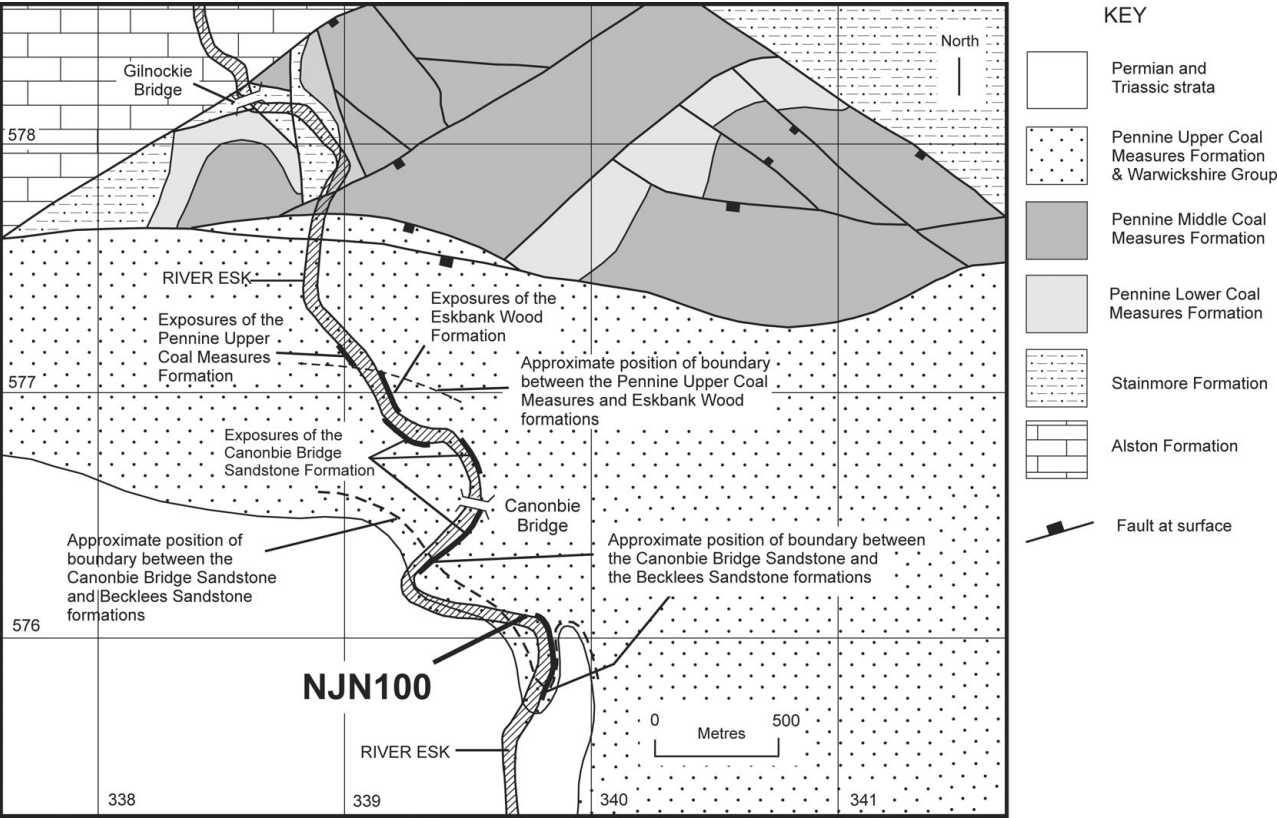 KEY
North
Gilnockie
Bridge
578
RIVER ESK
Exposures of the
Eskbank Wood
Formation
Exposures of the
Pennine Upper
Coal Measures
Formation
Approximate position of boundary
between the Pennine Upper Coal
Measures and Eskbank Wood
formations
577
Exposures of the
Canonbie Bridge
Sandstone Formation
Canonbie
Bridge
Approximate position of
boundary between the
Canonbie Bridge Sandstone
and Becklees Sandstone
formations
Approximate position of boundary between
the Canonbie Bridge Sandstone and
the Becklees Sandstone formations
576
NJN100
0
500
Metres
RIVER ESK
338
339
340
341
Permian and
Triassic strata
Pennine Upper Coal
Measures Formation
& Warwickshire Group
Pennine Middle Coal
Measures Formation
Pennine Lower Coal
Measures Formation
Stainmore Formation
Alston Formation
Fault at surface